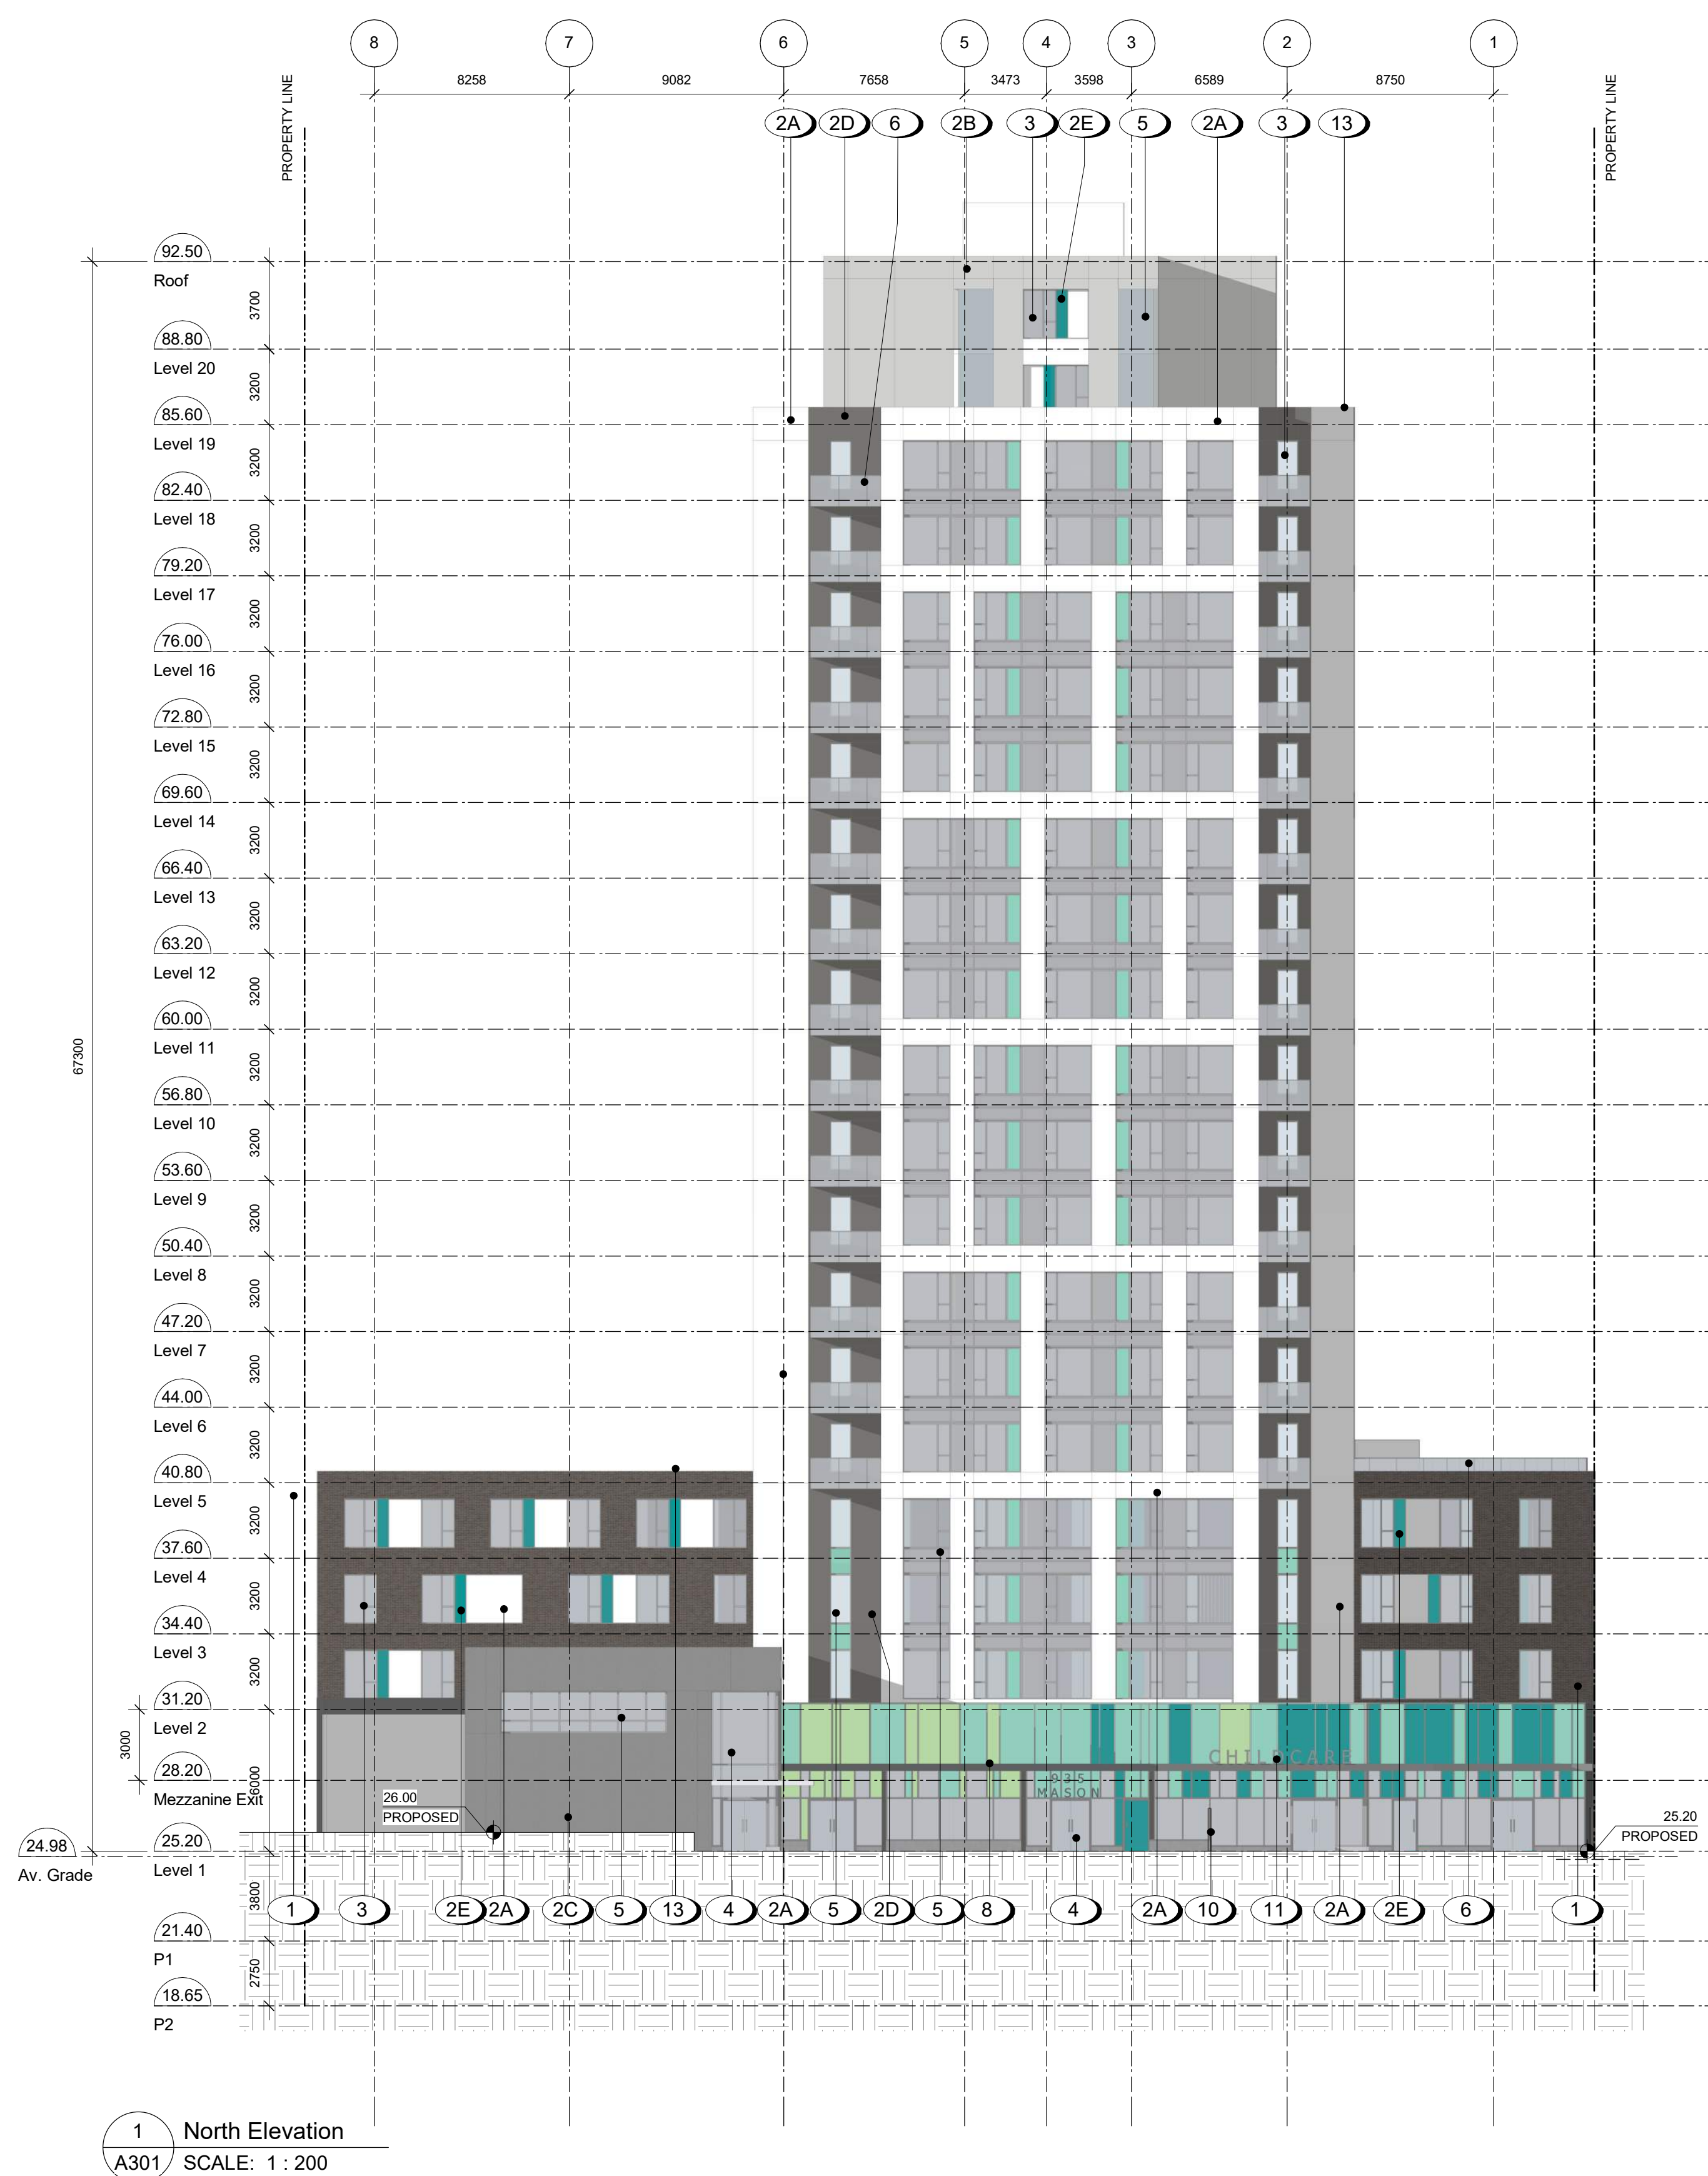 8 7 6 5 4 3 2 1
8258 9082 7658 3473 3598 6589 8750
PROPERTY LINE
PROPERTY LINE
2A 2D 6 2B 3 2E 5 2A 3 13
92.50
Roof
3700
88.80
Level 20
3200
85.60
Level 19
3200
82.40
Level 18
3200
79.20
Level 17
3200
76.00
Level 16
3200
72.80
Level 15
3200
69.60
Level 14
3200
66.40
Level 13
3200
63.20
Level 12
3200
60.00
Level 11
3200
56.80
Level 10
3200
53.60
Level 9
3200
50.40
Level 8
3200
47.20
Level 7
3200
44.00
Level 6
3200
40.80
Level 5
3200
37.60
Level 4
3200
34.40
Level 3
3200
31.20
Level 2
3000
6000
28.20
Mezzanine Exit
67300
CHILDCARE
935
MASON
26.00
PROPOSED
25.20
PROPOSED
25.20
Level 1
24.98
Av. Grade
3800
1 3 2E 2A 2C 5 13 4 2A 5 2D 5 8 4 2A 10 11 2A 2E 6 1
21.40
P1
2750
18.65
P2
1
A301
North Elevation
SCALE: 1 : 200